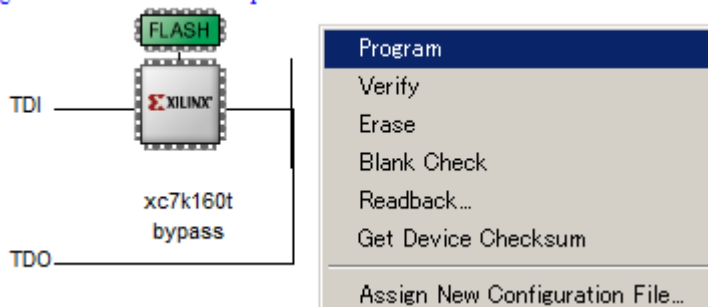 FLASH
TDI
XILINX
xc7k160t
bypass
TDO
Program
Verify
Erase
Blank Check
Readback...
Get Device Checksum
Assign New Configuration File...